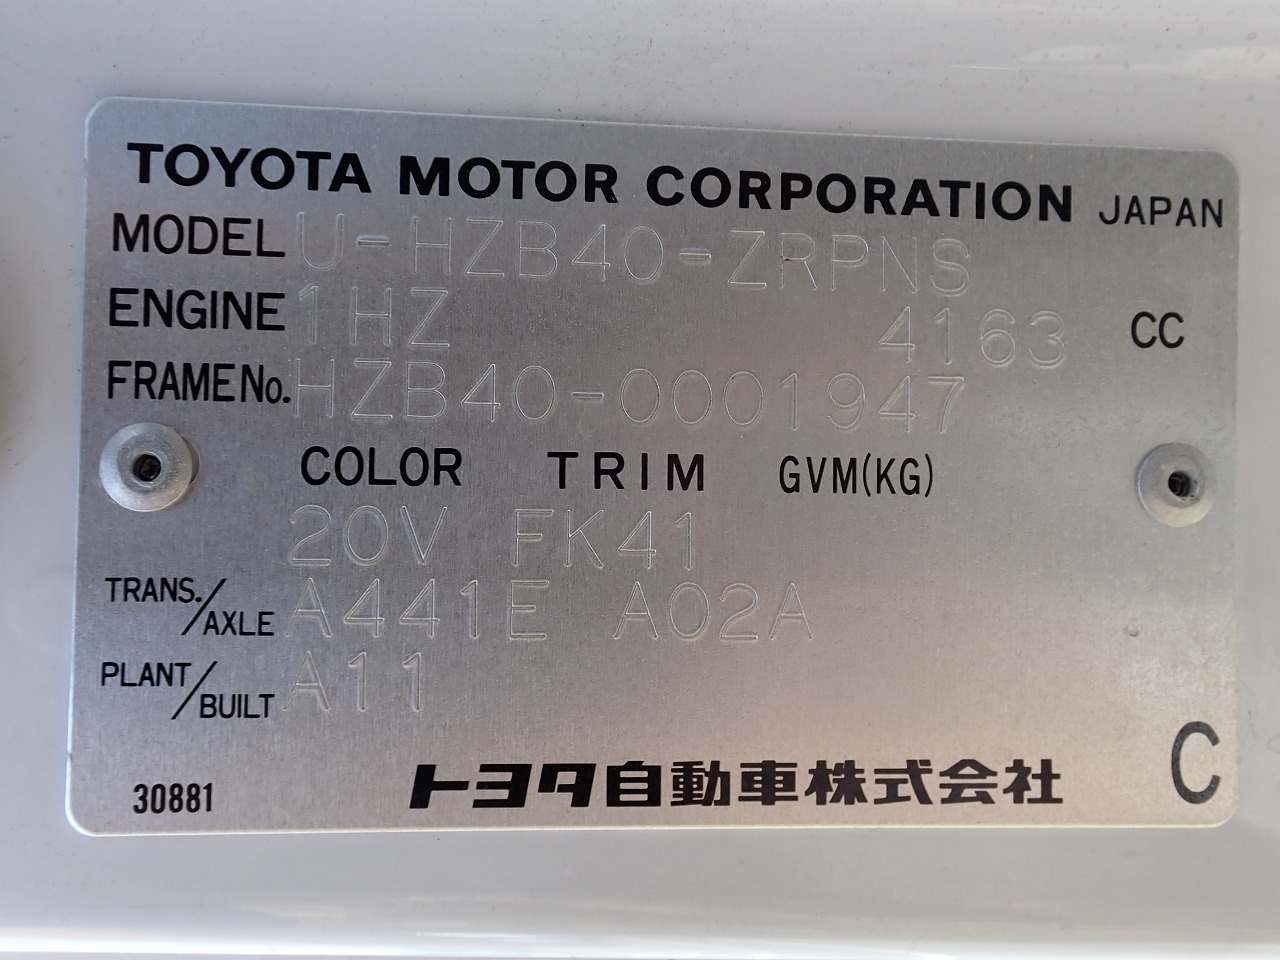 TOYOTA MOTOR CORPORATION JAPAN
MODEL U-HZB40-ZRPNS
ENGINE 1HZ 4163 CC
FRAME No. HZB40-0001947
COLOR TRIM GVM(KG)
20V FK41
TRANS./AXLE A441E A02A
PLANT/BUILT A11
30881 トヨタ自動車株式会社 C